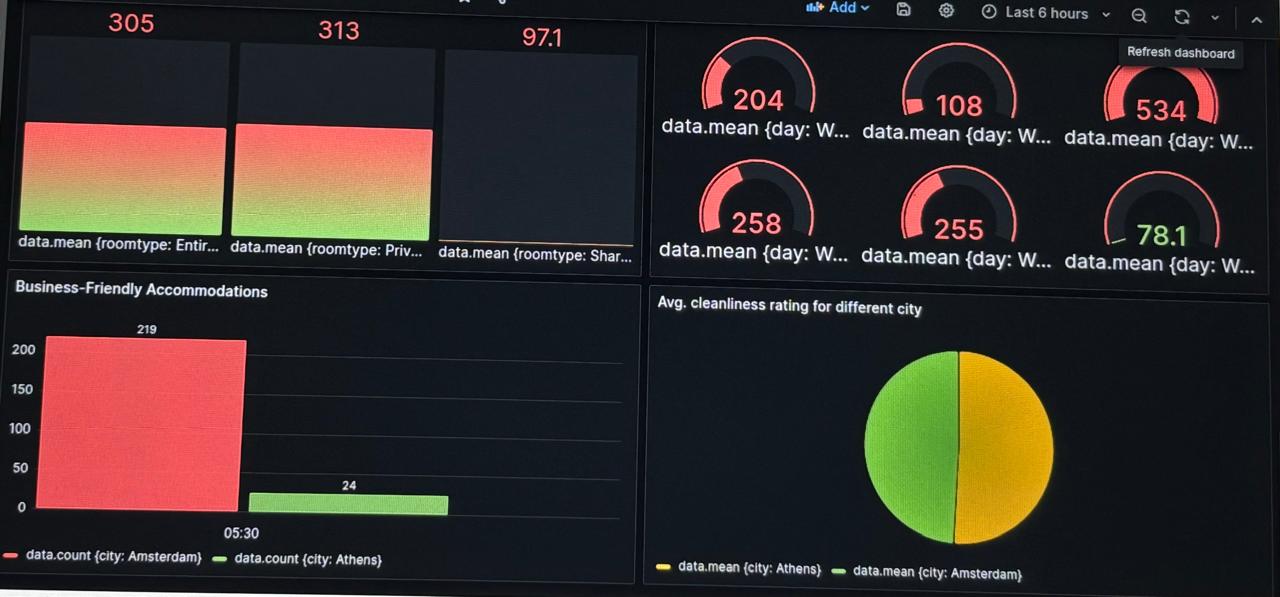 Add
Last 6 hours
Refresh dashboard
305
313
97.1
data.mean {roomtype: Entir...
data.mean {roomtype: Priv...
data.mean {roomtype: Shar...
204
108
534
data.mean {day: W...
data.mean {day: W...
data.mean {day: W...
258
255
78.1
data.mean {day: W...
data.mean {day: W...
data.mean {day: W...
Business-Friendly Accommodations
219
200
150
100
50
24
0
05:30
data.count {city: Amsterdam}
data.count {city: Athens}
Avg. cleanliness rating for different city
data.mean {city: Athens}
data.mean {city: Amsterdam}